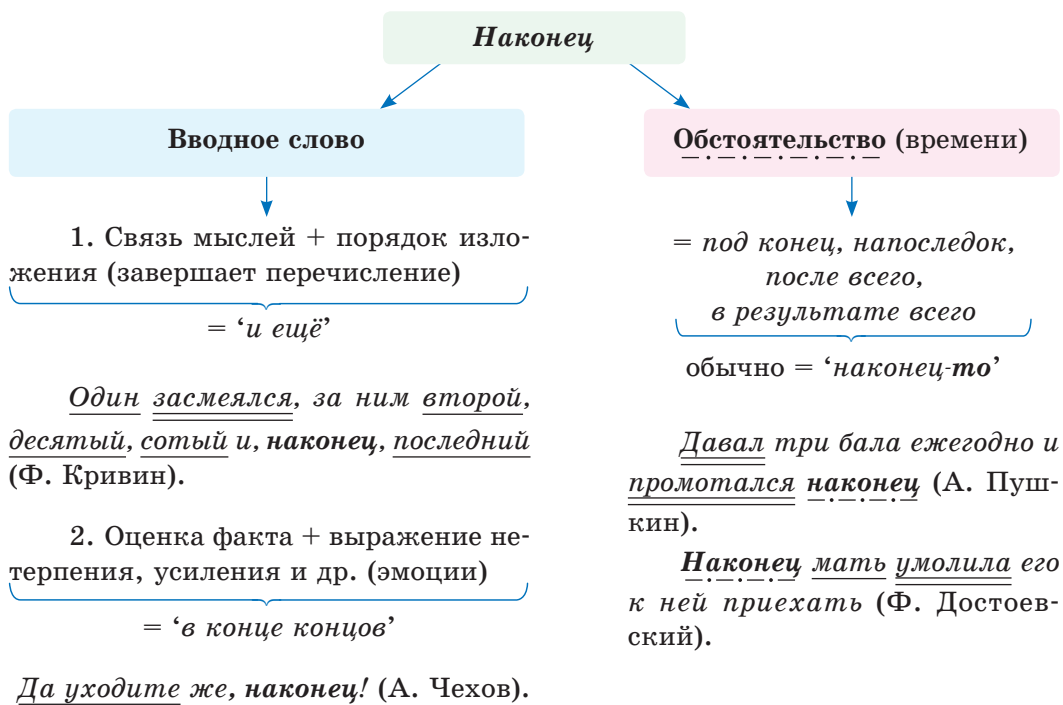 Наконец
Вводное слово
1. Связь мыслей + порядок изло-
жения (завершает перечисление)
= ‘и ещё’
Один засмеялся, за ним второй,
десятый, сотый и, наконец, последний
(Ф. Кривин).
2. Оценка факта + выражение не-
терпения, усиления и др. (эмоции)
= ‘в конце концов’
Да уходите же, наконец! (А. Чехов).
Обстоятельство (времени)
= под конец, напоследок,
после всего,
в результате всего
обычно = ‘наконец-то’
Давал три бала ежегодно и
промотался наконец (А. Пуш-
кин).
Наконец мать умолила его
к ней приехать (Ф. Достоев-
ский).